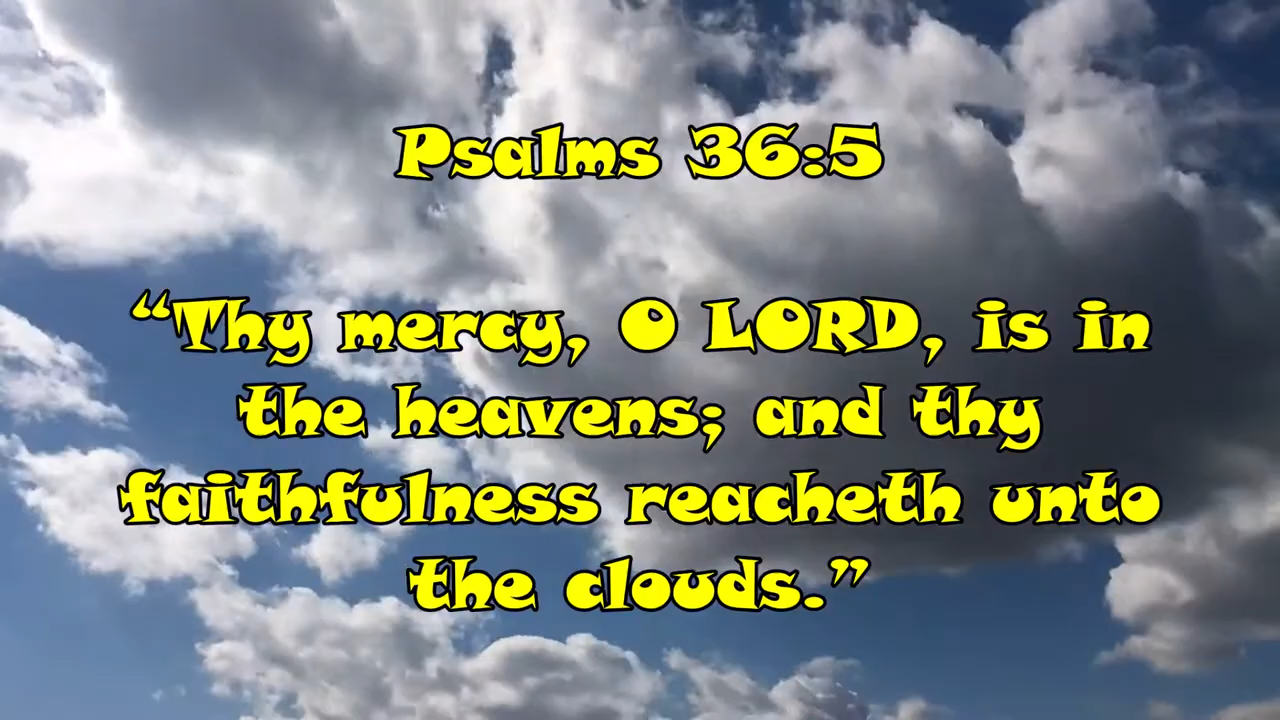 Psalms 36:5
“Thy mercy, O LORD, is in
the heavens; and thy
faithfulness reacheth unto
the clouds.”